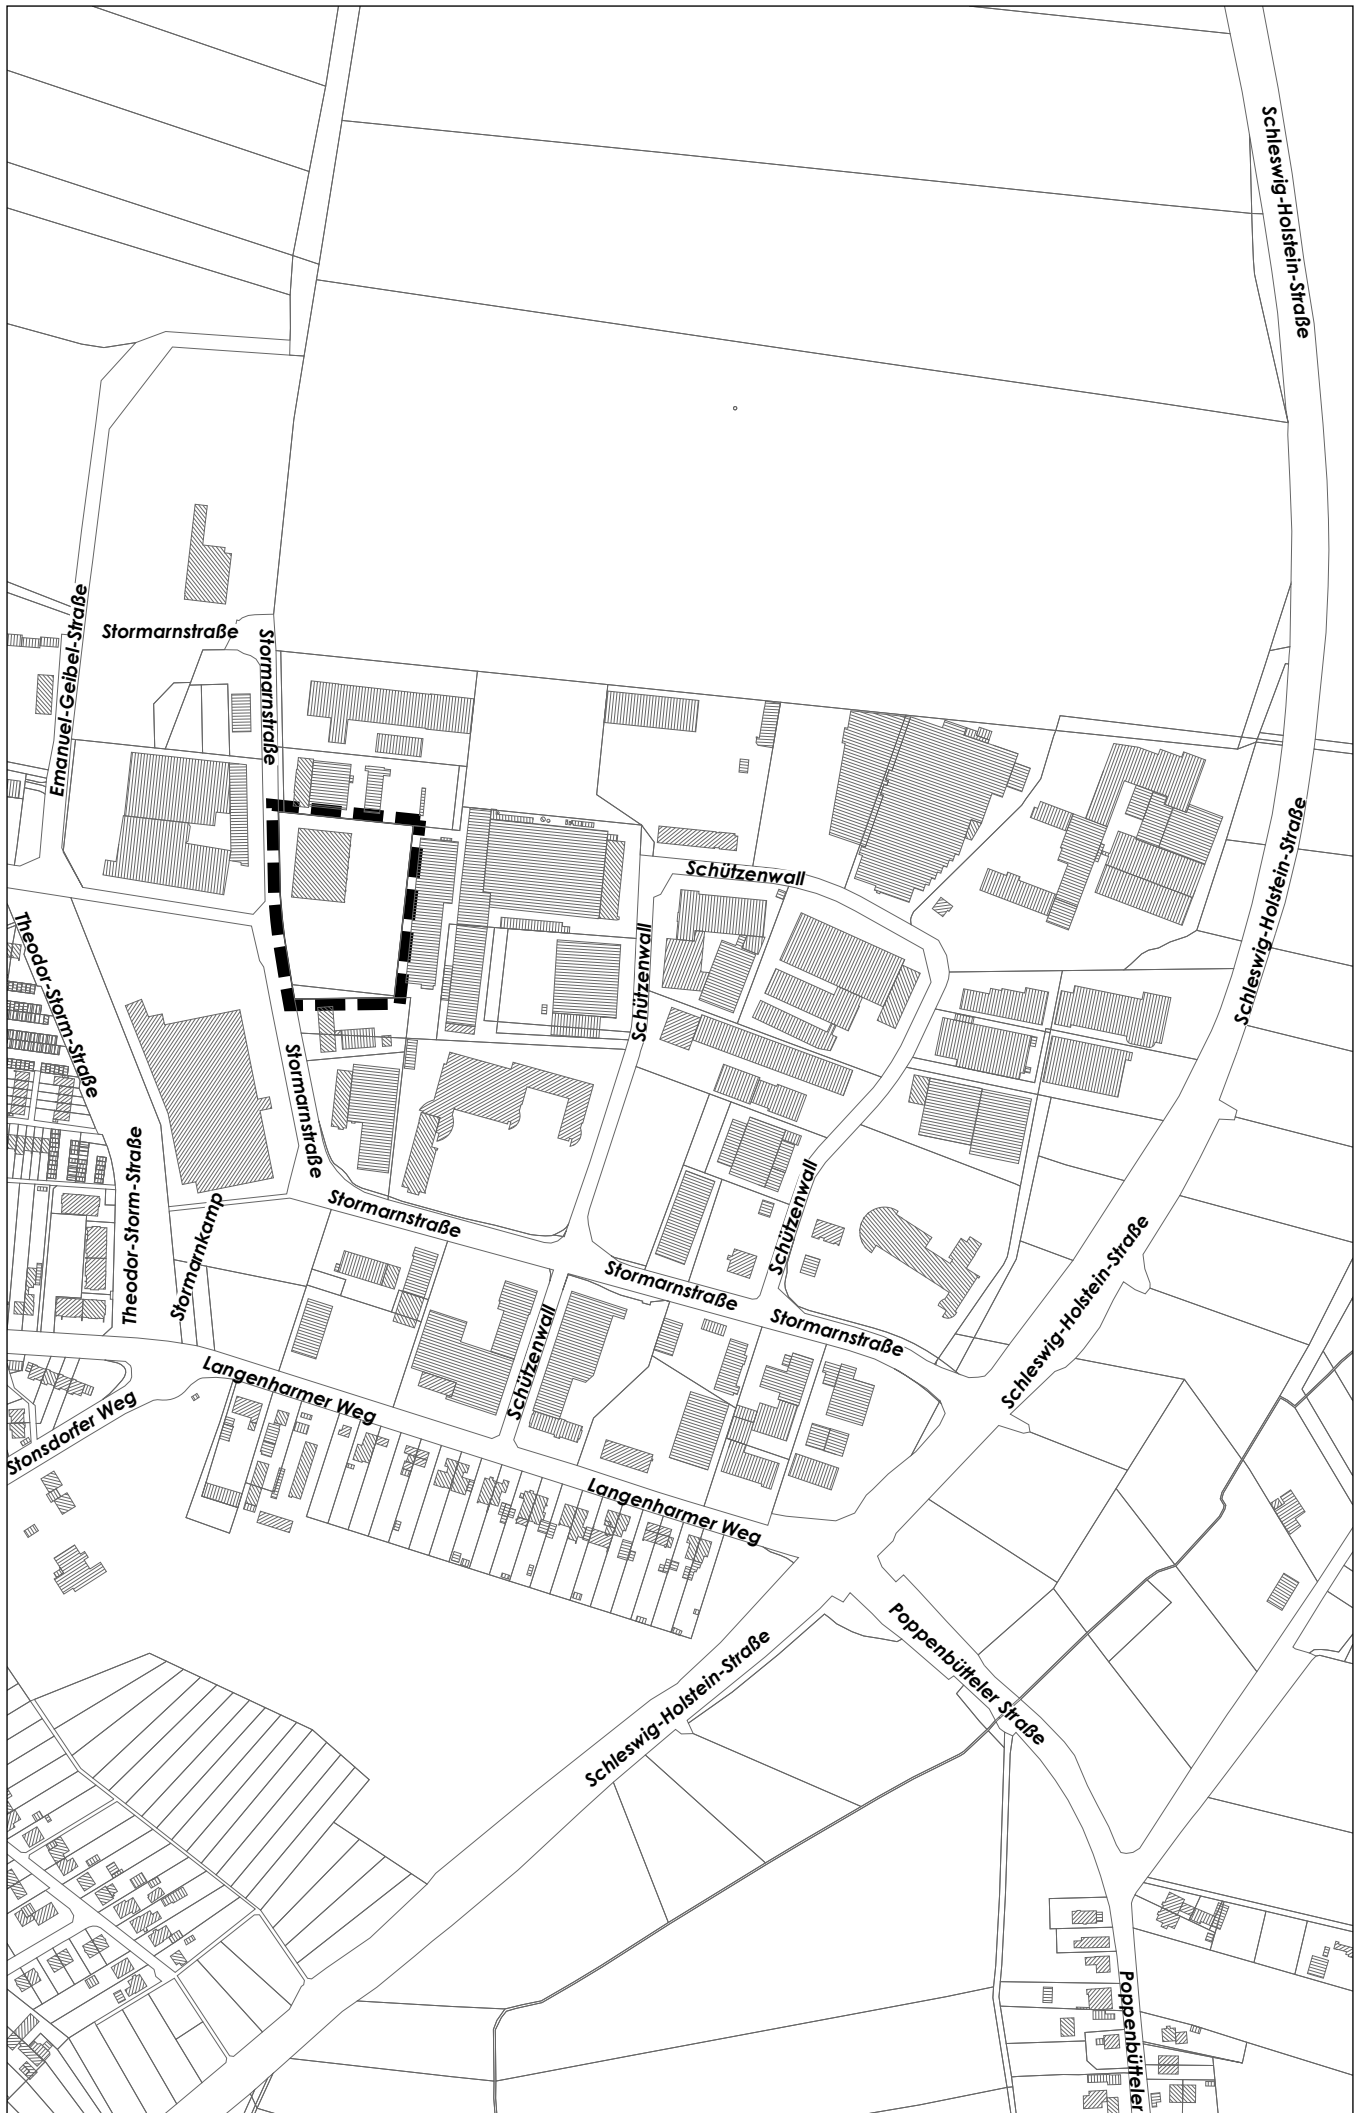 Schleswig-Holstein-Straße
Emanuel-Geibel-Straße
Stormarnstraße
Stormarnstraße
Schützenwall
Schleswig-Holstein-Straße
Theodor-Storm-Straße
Schützenwall
Stormarnstraße
Theodor-Storm-Straße
Stormarnkamp
Stormarnstraße
Schützenwall
Stormarnstraße
Stormarnstraße
Schleswig-Holstein-Straße
Schützenwall
Langenharmer Weg
Stonsdorfer Weg
Langenharmer Weg
Schleswig-Holstein-Straße
Poppenbütteler Straße
Poppenbütteler